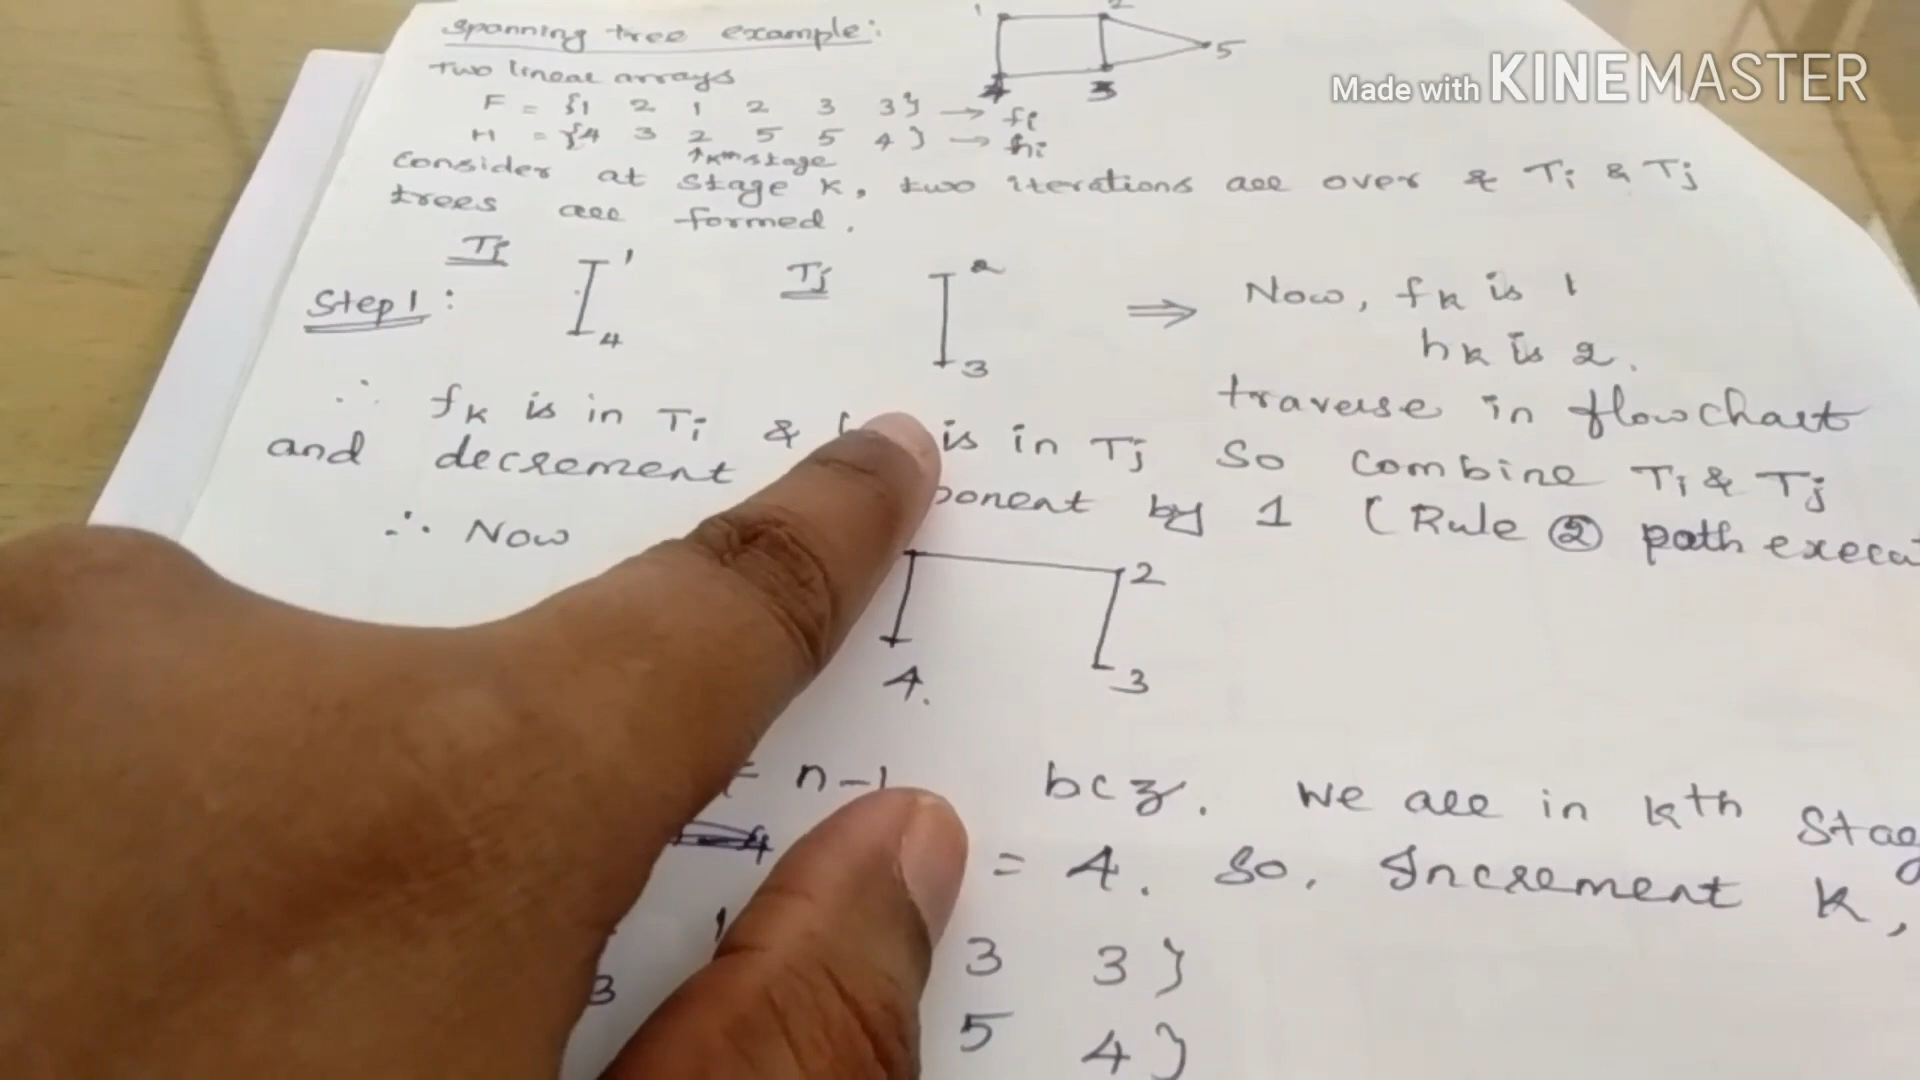 spanning tree example:
1 2
5
4 3
Two linear arrays
F = {1 2 1 2 3 3} → fi
H = {4 3 2 5 5 4} → hi
↑kth stage
Consider at stage k, two iterations are over & Ti & Tj
trees are formed.
Ti 1 4
Tj 2 3
Step 1:
⇒ Now, fk is 1
hk is 2.
traverse in flowchart
∴ fk is in Ti & is in Tj so combine Ti & Tj
and decrement ponent by 1 (Rule ② path execu
∴ Now
2
4. 3
n-1 bcz. We are in kth Stag
= 4. So, Increment k,
1 3 3}
3 5 4}
Made with KINEMASTER